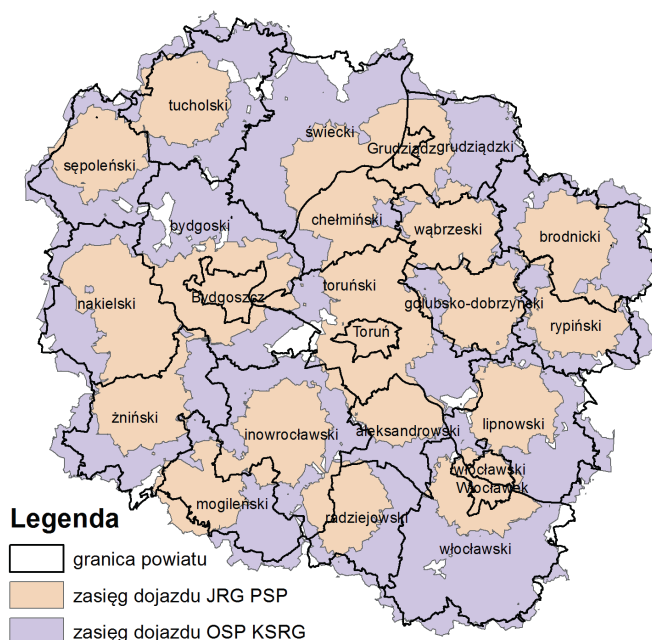 tucholski
świecki
Grudziądz
grudziądzki
sępoleński
chełmiński
bydgoski
wąbrzeski
brodnicki
toruński
nakielski
Bydgoszcz
golubsko-dobrzyński
Toruń
rypiński
żniński
inowrocławski
aleksandrowski
lipnowski
włocławski
Włocławek
mogileński
radziejowski
włocławski
Legenda
granica powiatu
zasięg dojazdu JRG PSP
zasięg dojazdu OSP KSRG